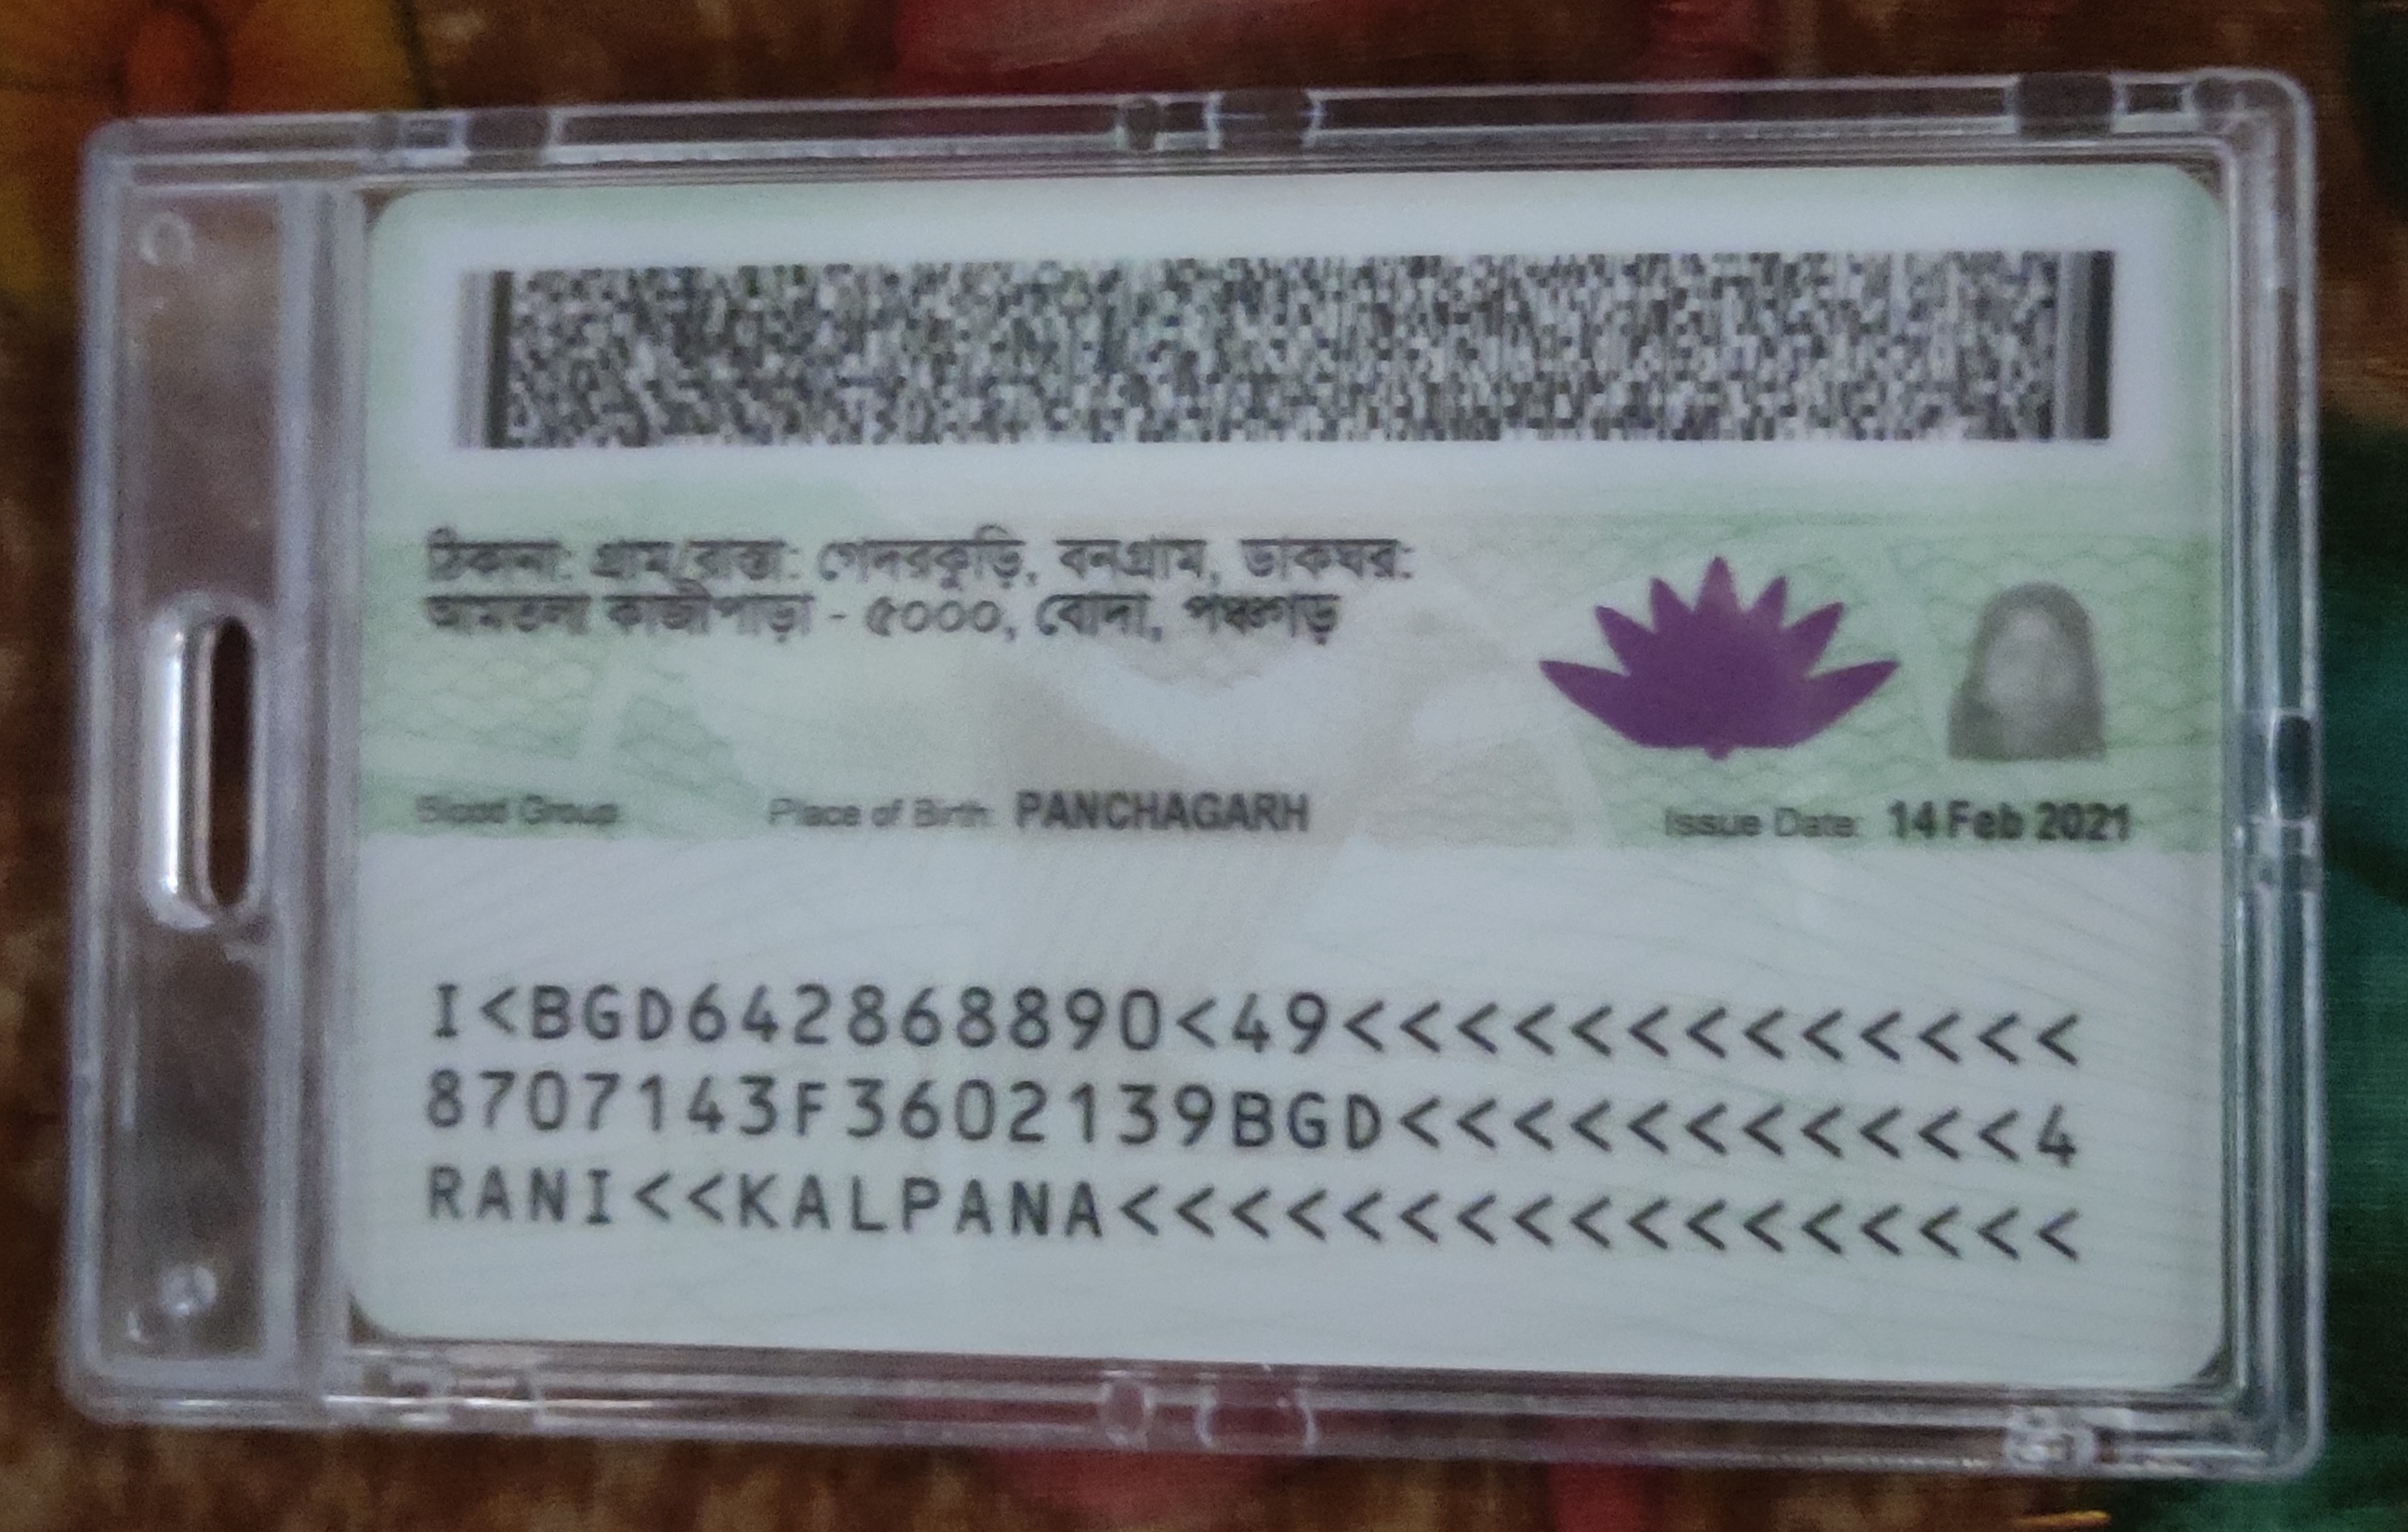 ঠিকানা: গ্রাম/রাস্তা: গেদরকুড়ি, বনগ্রাম, ডাকঘর:
আমতলা কাজীপাড়া - ৫০০০, বোদা, পঞ্চগড়
Blood Group
Place of Birth: PANCHAGARH
Issue Date: 14 Feb 2021
I<BGD642868890<49<<<<<<<<<<<<<
8707143F3602139BGD<<<<<<<<<<<4
RANI<<KALPANA<<<<<<<<<<<<<<<<<